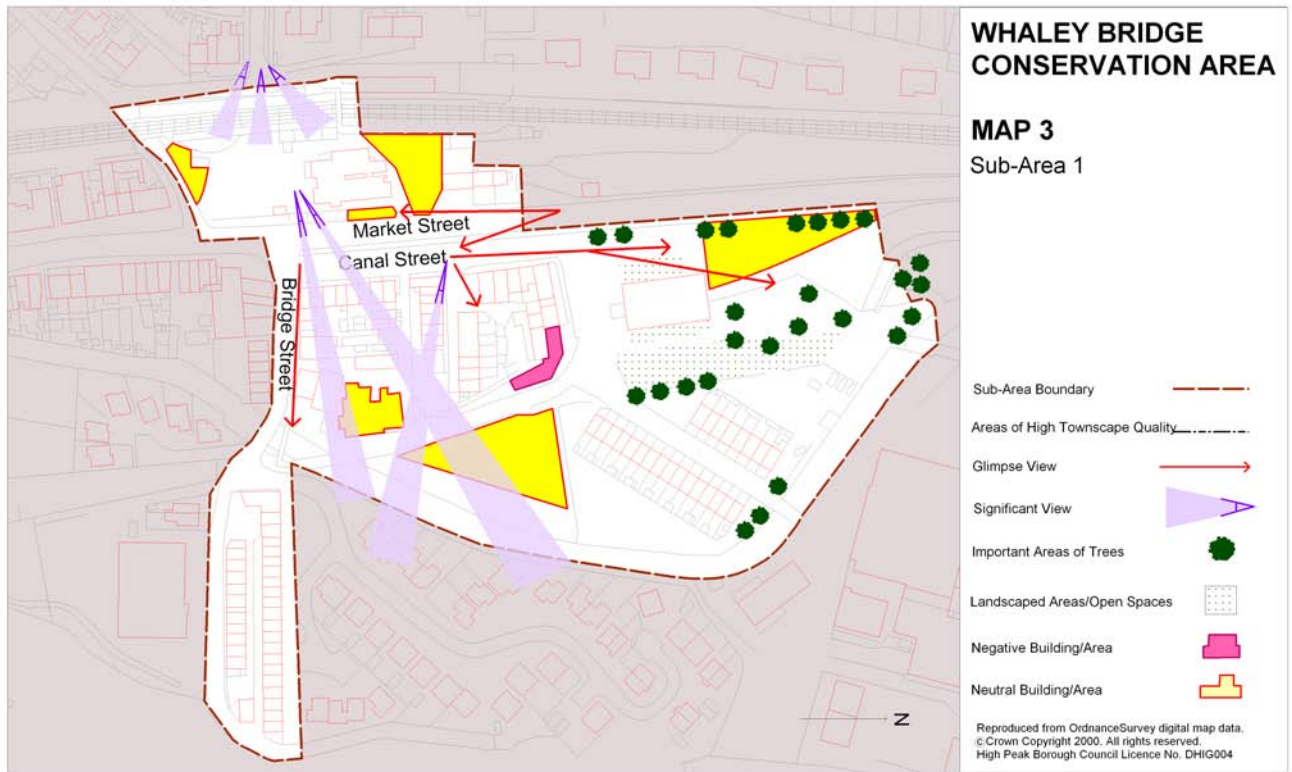 WHALEY BRIDGE
CONSERVATION AREA
MAP 3
Sub-Area 1
Market Street
Canal Street
Bridge Street
Sub-Area Boundary
Areas of High Townscape Quality
Glimpse View
Significant View
Important Areas of Trees
Landscaped Areas/Open Spaces
Negative Building/Area
Neutral Building/Area
N
Reproduced from OrdnanceSurvey digital map data.
© Crown Copyright 2000. All rights reserved.
High Peak Borough Council Licence No. DHIG004